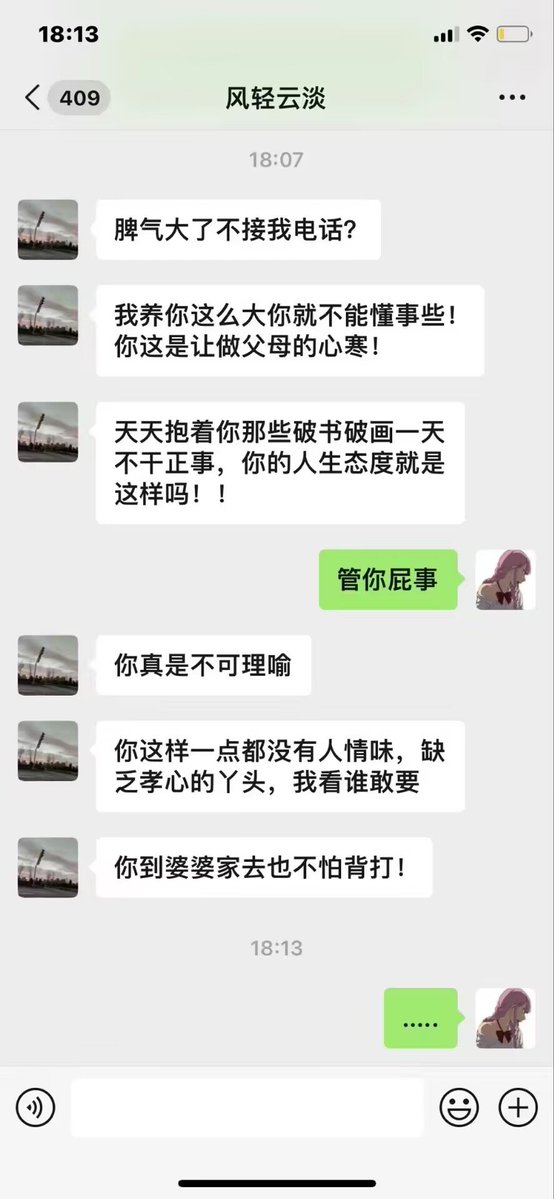 18:13
409
风轻云淡
18:07
脾气大了不接我电话?
我养你这么大你就不能懂事些!
你这是让做父母的心寒!
天天抱着你那些破书破画一天
不干正事，你的人生态度就是
这样吗！！
管你屁事
你真是不可理喻
你这样一点都没有人情味，缺
乏孝心的丫头，我看谁敢要
你到婆婆家去也不怕背打!
18:13
.....